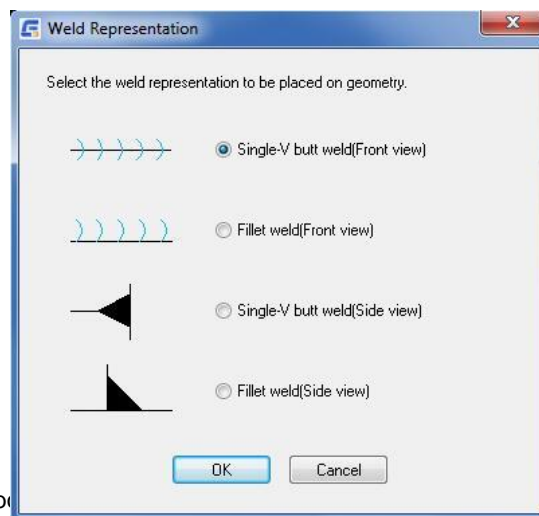 Weld Representation
Select the weld representation to be placed on geometry.
Single-V butt weld(Front view)
Fillet weld(Front view)
Single-V butt weld(Side view)
Fillet weld(Side view)
OK Cancel